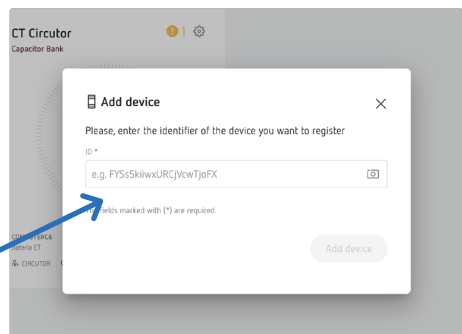 CT Circutor
1
Capacitor Bank
Add device
Please, enter the identifier of the device you want to register
ID *
e.g. FYSs5kiiwxURCjVcwTjoFX
fields marked with (*) are required.
Bateria CT
Add device
CIRCUTOR